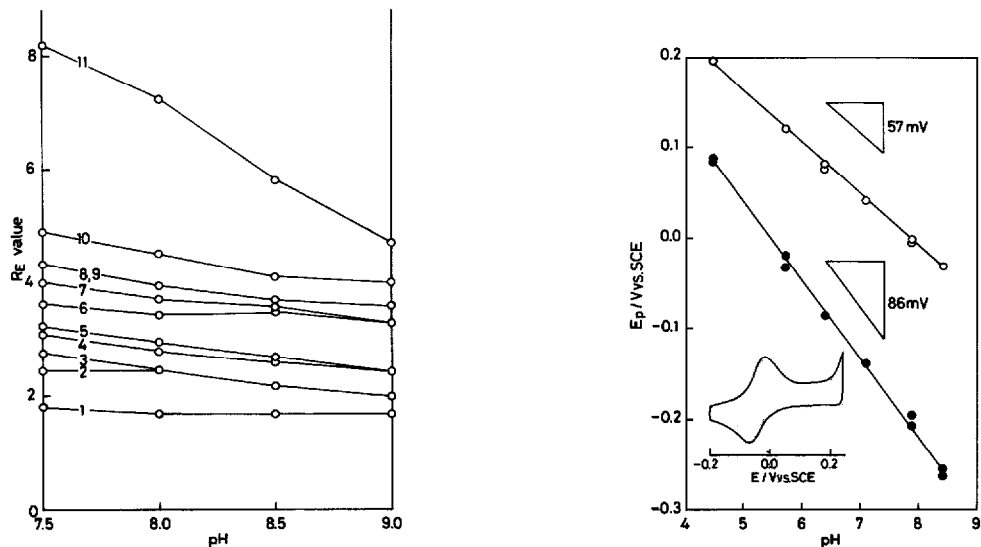 8
6
4
2
0
R_E value
11
10
8,9
7
6
5
4
3
2
1
7.5 8.0 8.5 9.0
pH
0.2
0.1
0.0
−0.1
−0.2
−0.3
Ep / V vs. SCE
57 mV
86 mV
−0.2 0.0 0.2
E / V vs. SCE
4 5 6 7 8 9
pH